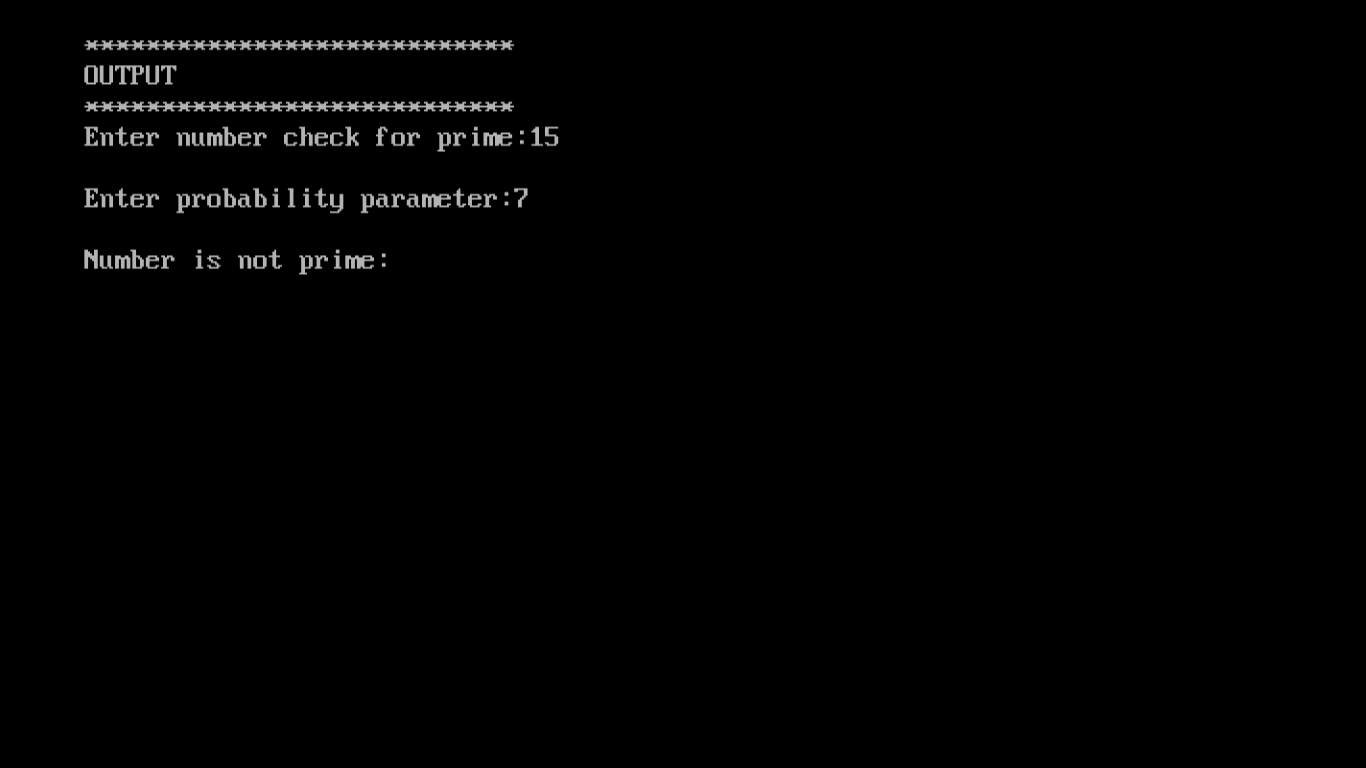 ****************************
OUTPUT
****************************
Enter number check for prime:15
Enter probability parameter:7
Number is not prime: